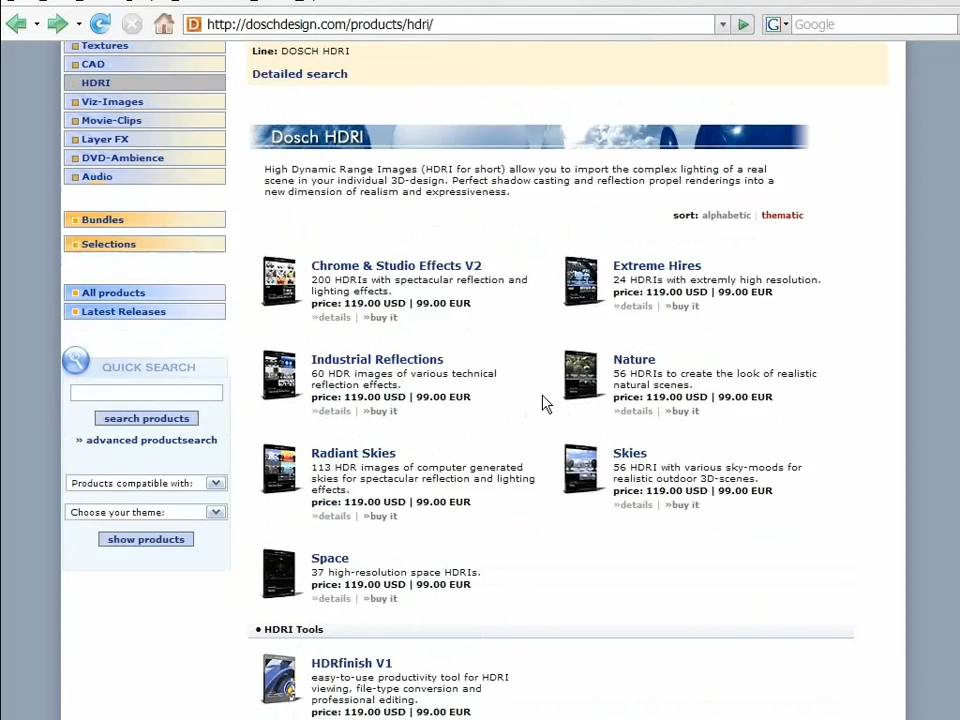 http://doschdesign.com/products/hdri/
Google
Textures
CAD
HDRI
Viz-Images
Movie-Clips
Layer FX
DVD-Ambience
Audio
Bundles
Selections
All products
Latest Releases
QUICK SEARCH
search products
» advanced productsearch
Products compatible with:
Choose your theme:
show products
Line: DOSCH HDRI
Detailed search
Dosch HDRI
High Dynamic Range Images (HDRI for short) allow you to import the complex lighting of a real
scene in your individual 3D-design. Perfect shadow casting and reflection propel renderings into a
new dimension of realism and expressiveness.
sort: alphabetic | thematic
Chrome & Studio Effects V2
200 HDRIs with spectacular reflection and
lighting effects.
price: 119.00 USD | 99.00 EUR
»details | »buy it
Extreme Hires
24 HDRIs with extremly high resolution.
price: 119.00 USD | 99.00 EUR
»details | »buy it
Industrial Reflections
60 HDR images of various technical
reflection effects.
price: 119.00 USD | 99.00 EUR
»details | »buy it
Nature
56 HDRIs to create the look of realistic
natural scenes.
price: 119.00 USD | 99.00 EUR
»details | »buy it
Radiant Skies
113 HDR images of computer generated
skies for spectacular reflection and lighting
effects.
price: 119.00 USD | 99.00 EUR
»details | »buy it
Skies
56 HDRI with various sky-moods for
realistic outdoor 3D-scenes.
price: 119.00 USD | 99.00 EUR
»details | »buy it
Space
37 high-resolution space HDRIs.
price: 119.00 USD | 99.00 EUR
»details | »buy it
• HDRI Tools
HDRfinish V1
easy-to-use productivity tool for HDRI
viewing, file-type conversion and
professional editing.
price: 119.00 USD | 99.00 EUR